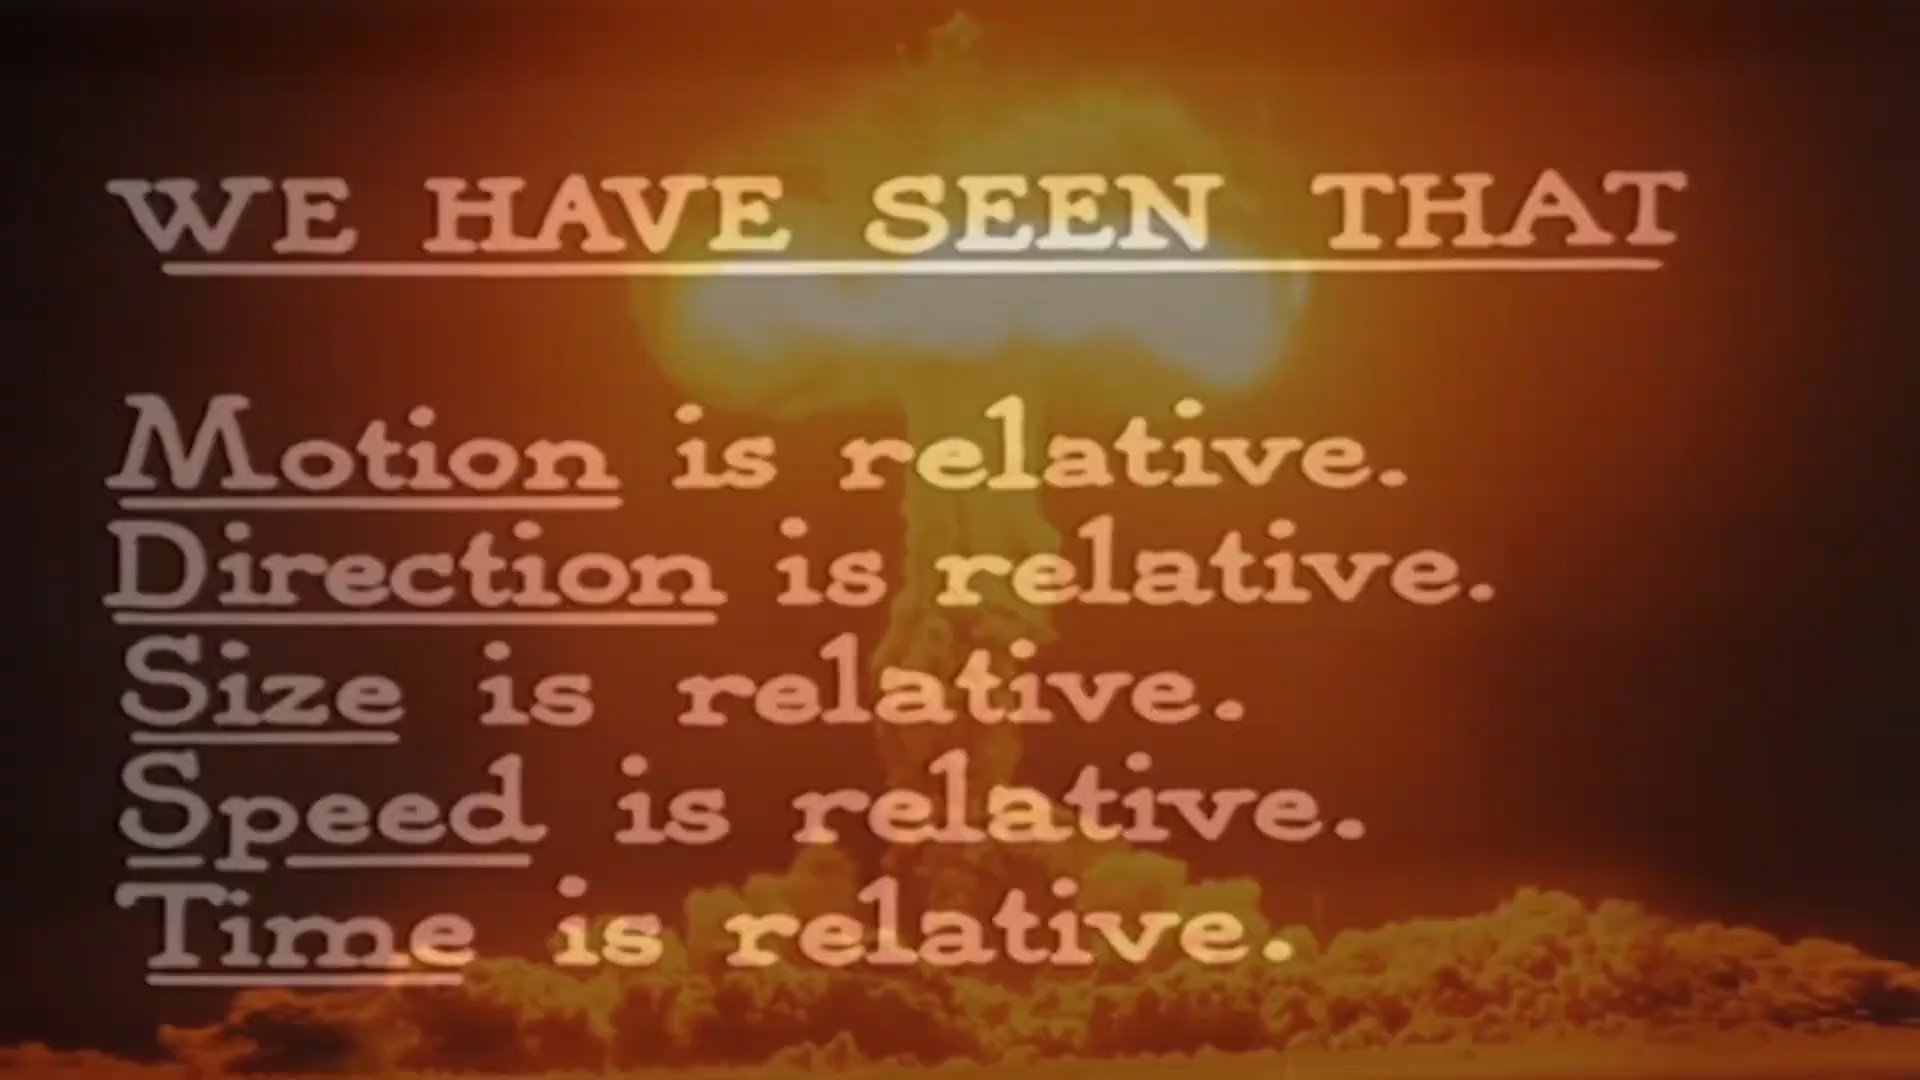 WE HAVE SEEN THAT
Motion is relative.
Direction is relative.
Size is relative.
Speed is relative.
Time is relative.